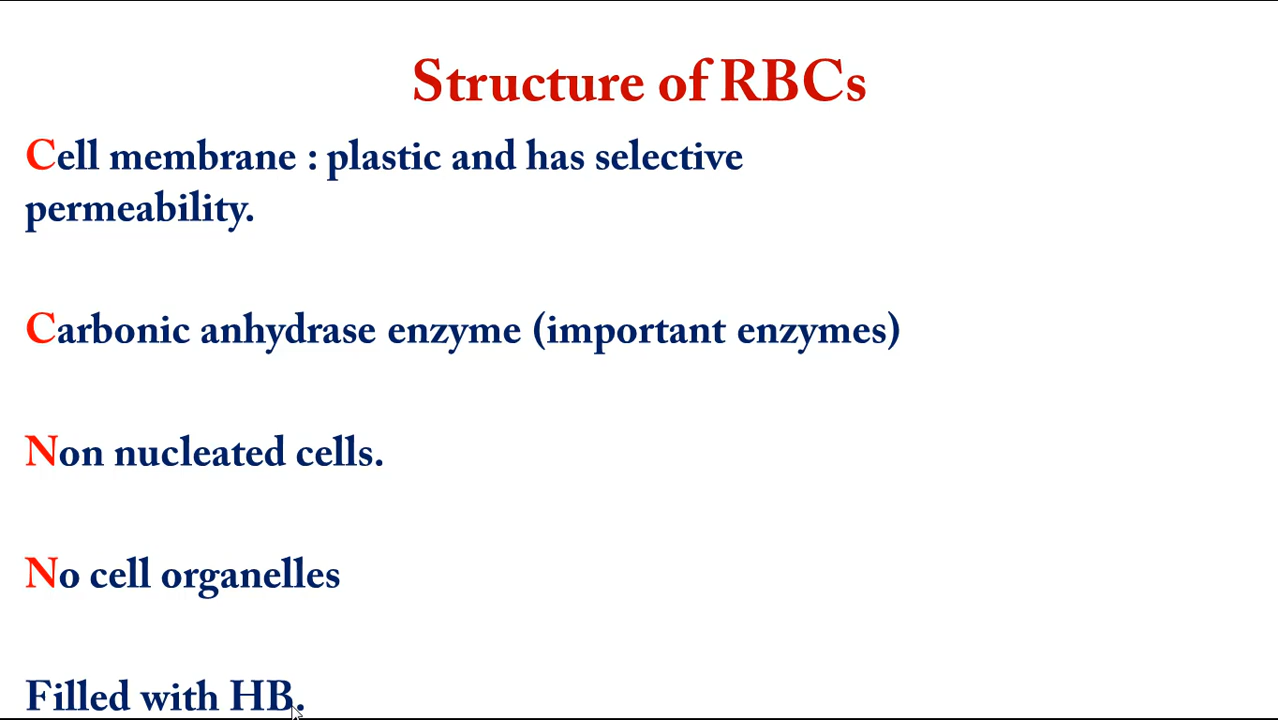 Structure of RBCs
Cell membrane : plastic and has selective
permeability.
Carbonic anhydrase enzyme (important enzymes)
Non nucleated cells.
No cell organelles
Filled with HB.